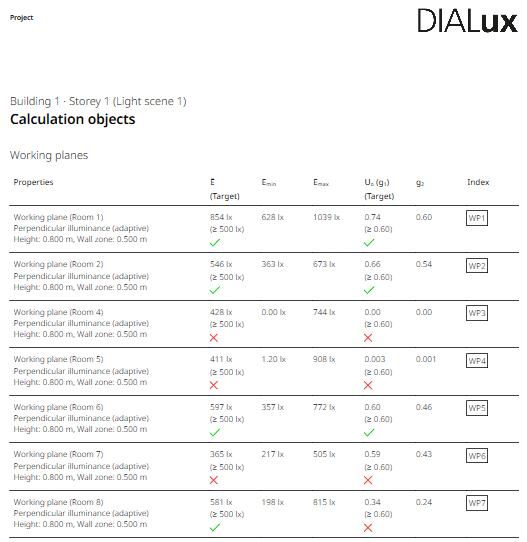 Project
DIALux
Building 1 · Storey 1 (Light scene 1)
Calculation objects
Working planes
Properties Ē Emin Emax Uo (g1) g2 Index
(Target) (Target)
Working plane (Room 1) 854 lx 628 lx 1039 lx 0.74 0.60 WP1
Perpendicular illuminance (adaptive) (≥ 500 lx) (≥ 0.60)
Height: 0.800 m, Wall zone: 0.500 m ✓ ✓
Working plane (Room 2) 546 lx 363 lx 673 lx 0.66 0.54 WP2
Perpendicular illuminance (adaptive) (≥ 500 lx) (≥ 0.60)
Height: 0.800 m, Wall zone: 0.500 m ✓ ✓
Working plane (Room 4) 428 lx 0.00 lx 744 lx 0.00 0.00 WP3
Perpendicular illuminance (adaptive) (≥ 500 lx) (≥ 0.60)
Height: 0.800 m, Wall zone: 0.500 m ✗ ✗
Working plane (Room 5) 411 lx 1.20 lx 908 lx 0.003 0.001 WP4
Perpendicular illuminance (adaptive) (≥ 500 lx) (≥ 0.60)
Height: 0.800 m, Wall zone: 0.500 m ✗ ✗
Working plane (Room 6) 597 lx 357 lx 772 lx 0.60 0.46 WP5
Perpendicular illuminance (adaptive) (≥ 500 lx) (≥ 0.60)
Height: 0.800 m, Wall zone: 0.500 m ✓ ✓
Working plane (Room 7) 365 lx 217 lx 505 lx 0.59 0.43 WP6
Perpendicular illuminance (adaptive) (≥ 500 lx) (≥ 0.60)
Height: 0.800 m, Wall zone: 0.500 m ✗ ✗
Working plane (Room 8) 581 lx 198 lx 815 lx 0.34 0.24 WP7
Perpendicular illuminance (adaptive) (≥ 500 lx) (≥ 0.60)
Height: 0.800 m, Wall zone: 0.500 m ✓ ✗